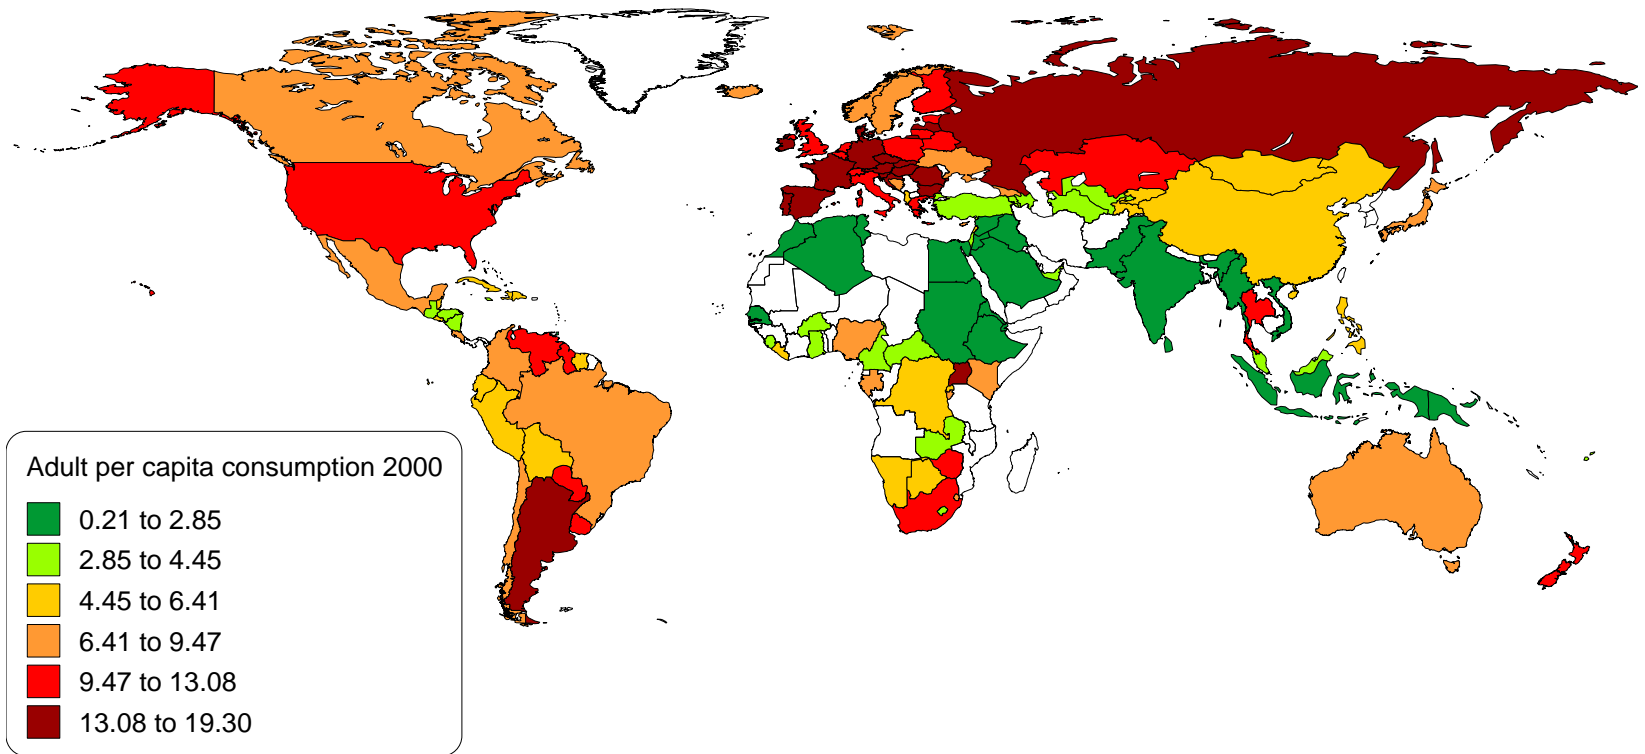 Adult per capita consumption 2000
0.21 to 2.85
2.85 to 4.45
4.45 to 6.41
6.41 to 9.47
9.47 to 13.08
13.08 to 19.30